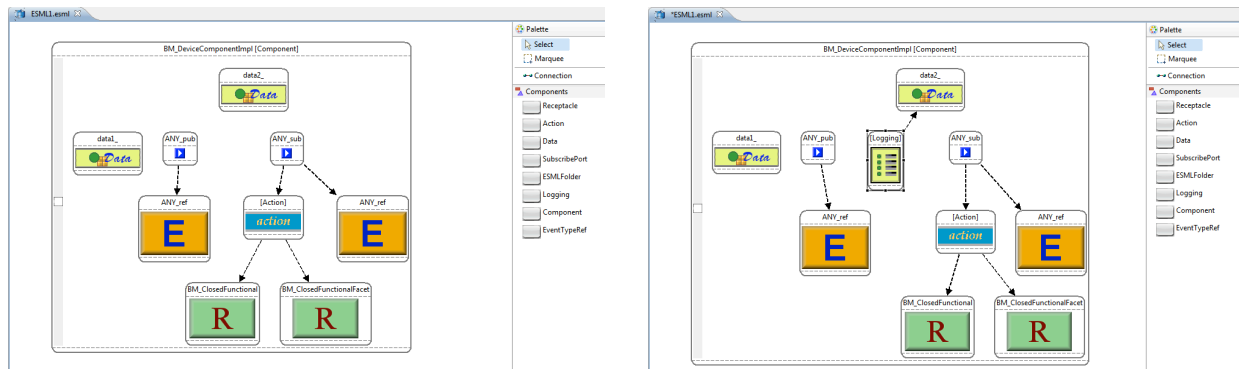 ESML1.esml
Palette
Select
Marquee
Connection
Components
Receptacle
Action
Data
SubscribePort
ESMLFolder
Logging
Component
EventTypeRef
BM_DeviceComponentImpl [Component]
data2_
Data
data1_
Data
ANY_pub
ANY_sub
ANY_ref
E
[Action]
action
ANY_ref
E
BM_ClosedFunctional
R
BM_ClosedFunctionalFacet
R
*ESML1.esml
Palette
Select
Marquee
Connection
Components
Receptacle
Action
Data
SubscribePort
ESMLFolder
Logging
Component
EventTypeRef
BM_DeviceComponentImpl [Component]
data2_
Data
data1_
Data
ANY_pub
[Logging]
ANY_sub
ANY_ref
E
[Action]
action
ANY_ref
E
BM_ClosedFunctional
R
BM_ClosedFunctionalFacet
R